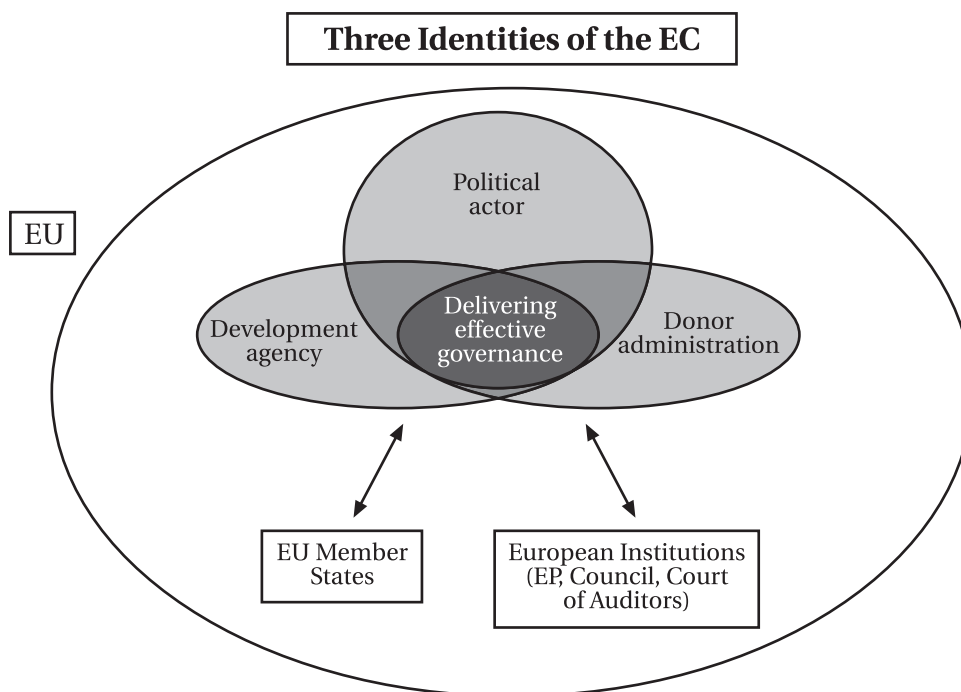 Three Identities of the EC
Political
actor
EU
Delivering
effective
governance
Development
agency
Donor
administration
EU Member
States
European Institutions
(EP, Council, Court
of Auditors)